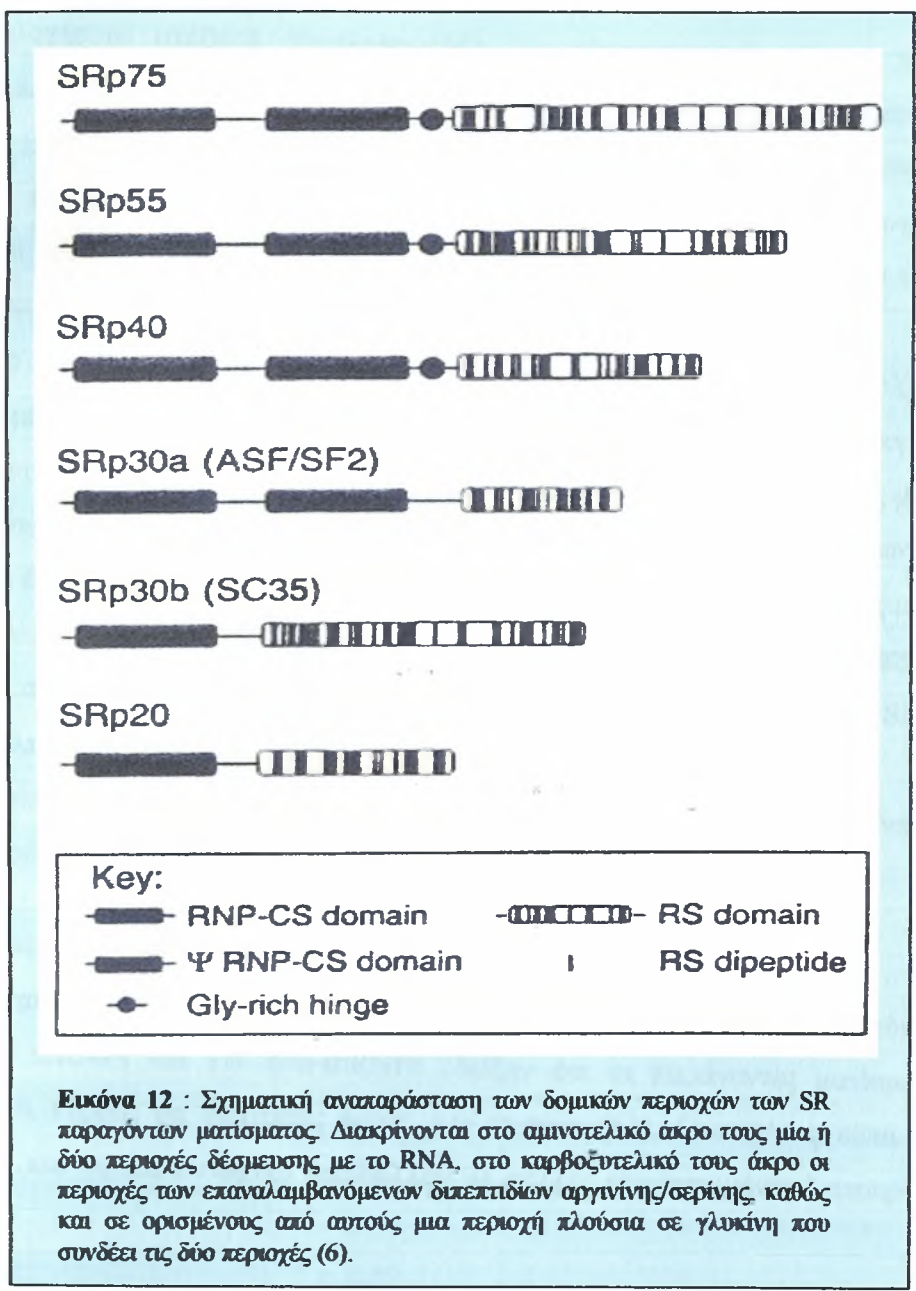 SRp75
SRp55
SRp40
SRp30a (ASF/SF2)
SRp30b (SC35)
SRp20
Key:
RNP-CS domain
RS domain
Ψ RNP-CS domain
RS dipeptide
Gly-rich hinge
Εικόνα 12 : Σχηματική αναπαράσταση των δομικών περιοχών των SR
παραγόντων ματίσματος. Διακρίνονται στο αμινοτελικό άκρο τους μία ή
δύο περιοχές δέσμευσης με το RNA, στο καρβοξυτελικό τους άκρο οι
περιοχές των επαναλαμβανόμενων διπεπτιδίων αργινίνης/σερίνης, καθώς
και σε ορισμένους από αυτούς μια περιοχή πλούσια σε γλυκίνη που
συνδέει τις δύο περιοχές (6).